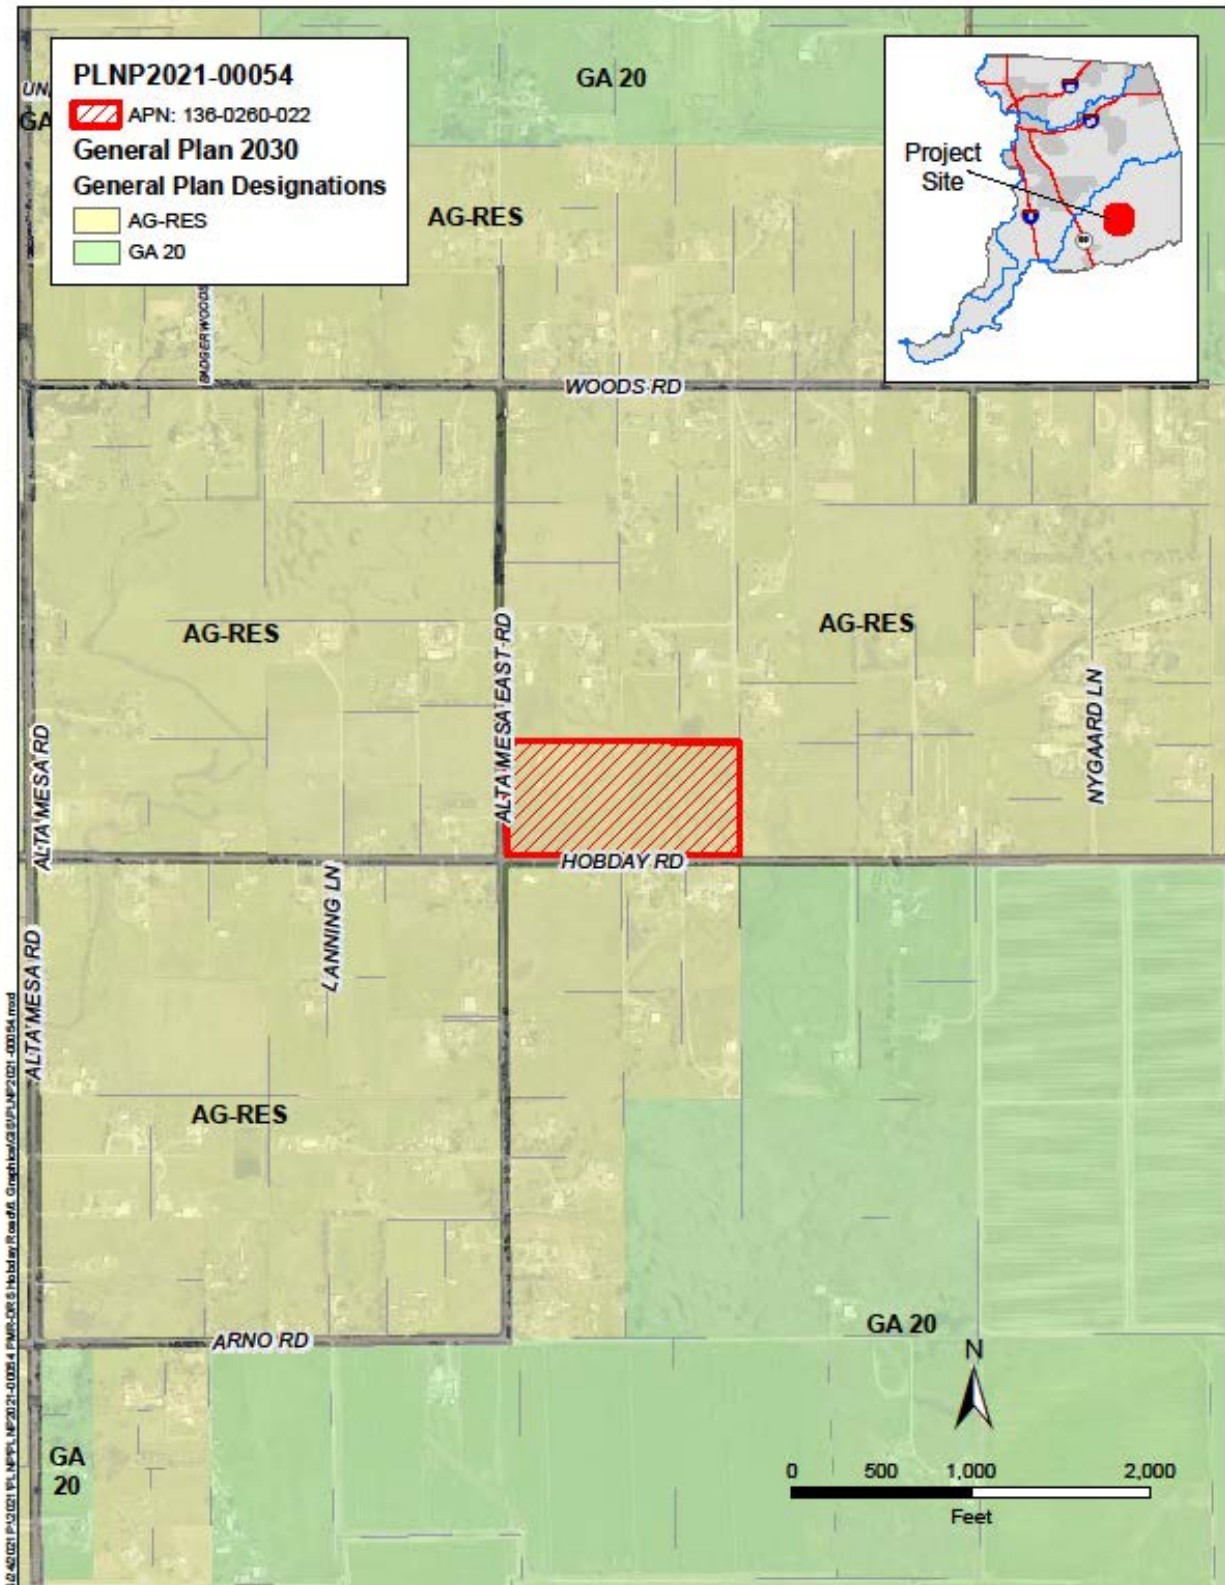 PLNP2021-00054
APN: 136-0260-022
General Plan 2030
General Plan Designations
AG-RES
GA 20
UNI
GA
GA 20
AG-RES
Project
Site
BADGERWOODS
WOODS RD
AG-RES
ALTA MESA EAST RD
AG-RES
NYGAARD LN
ALTA MESA RD
HOBDAY RD
LANNING LN
ALTA MESA RD
AG-RES
ARNO RD
GA 20
N
GA
20
0 500 1,000 2,000
Feet